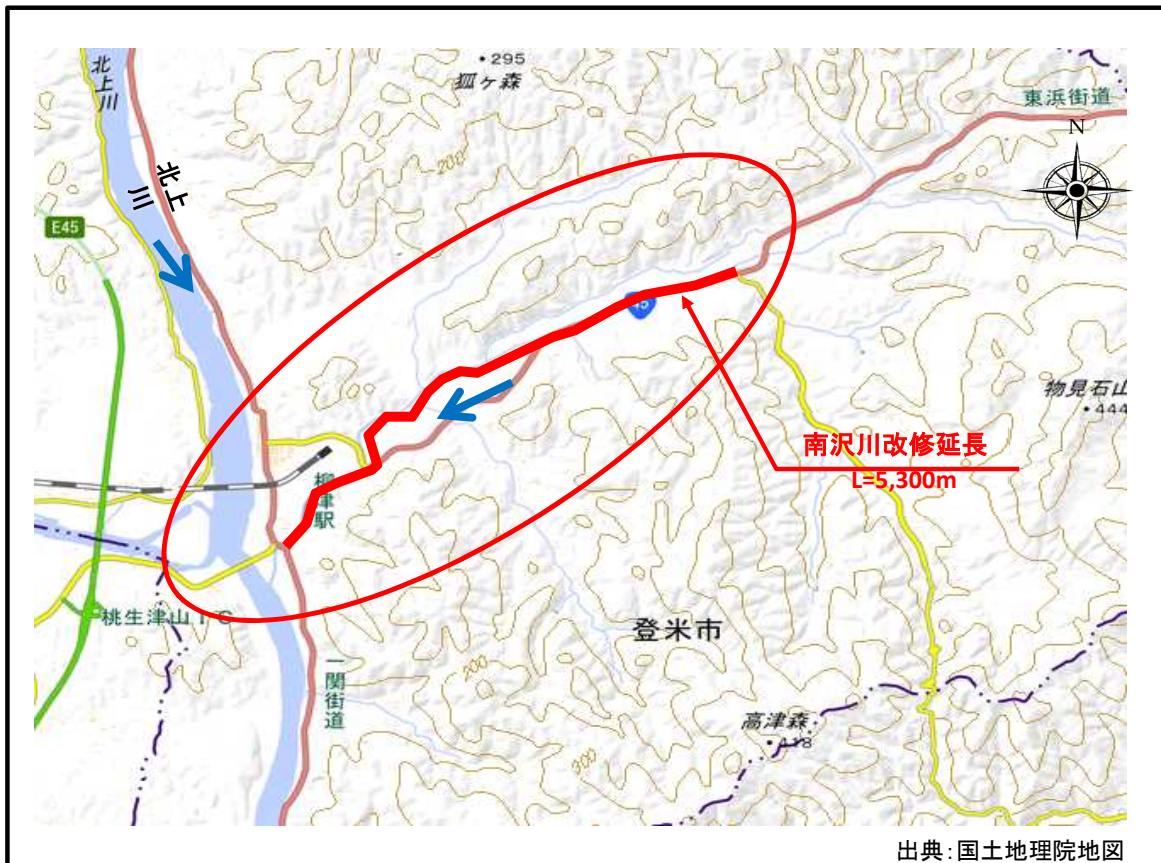 ・295
狐ヶ森
北上川
東浜街道
N
北上川
E45
200
45
物見石山
・444
南沢川改修延長
L=5,300m
柳津駅
桃生津山IC
登米市
一関街道
200
高津森
・418
300
出典:国土地理院地図